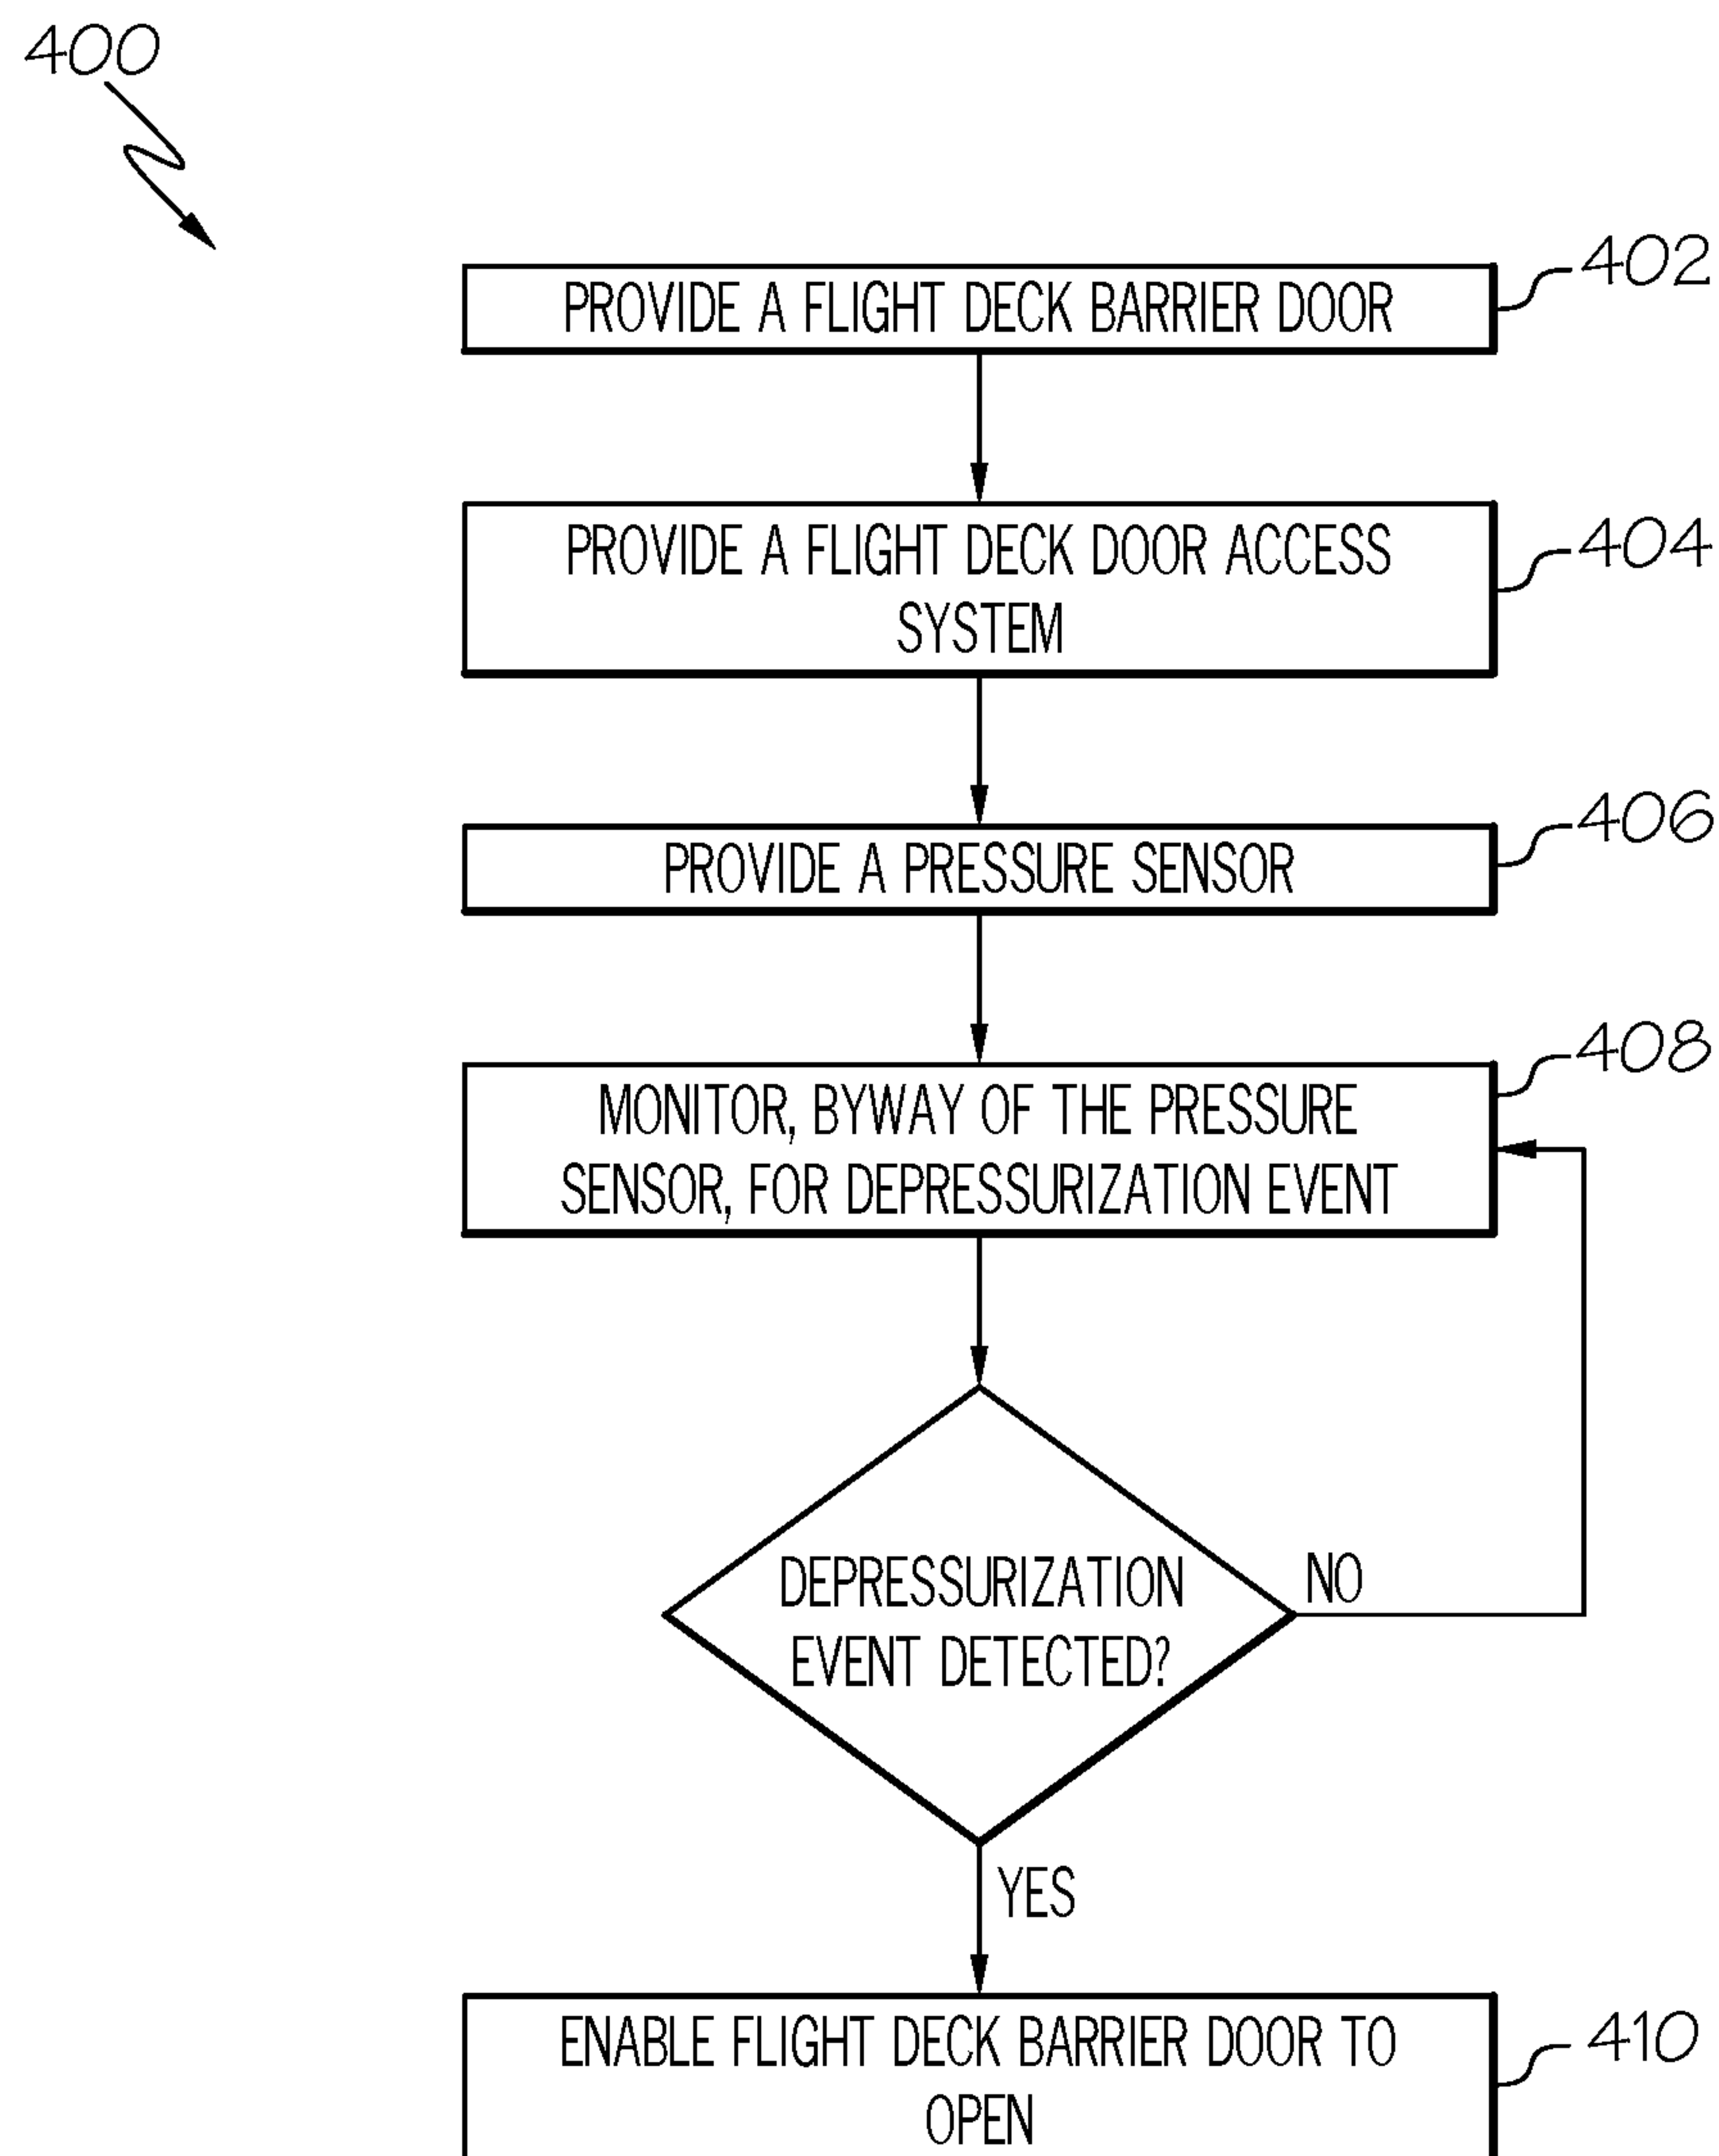 400
PROVIDE A FLIGHT DECK BARRIER DOOR
402
PROVIDE A FLIGHT DECK DOOR ACCESS
SYSTEM
404
PROVIDE A PRESSURE SENSOR
406
MONITOR, BYWAY OF THE PRESSURE
SENSOR, FOR DEPRESSURIZATION EVENT
408
DEPRESSURIZATION
EVENT DETECTED?
NO
YES
ENABLE FLIGHT DECK BARRIER DOOR TO
OPEN
410